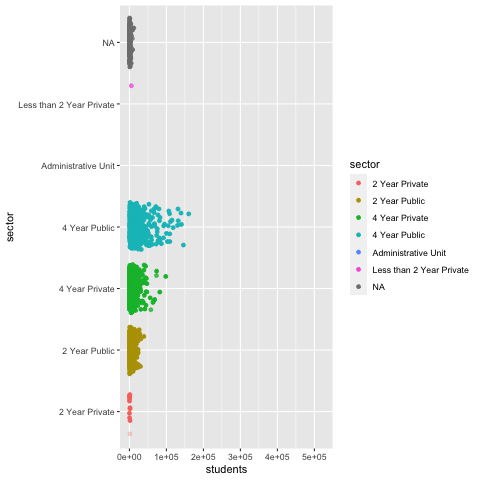 NA
Less than 2 Year Private
Administrative Unit
4 Year Public
4 Year Private
2 Year Public
2 Year Private
sector
0e+00 1e+05 2e+05 3e+05 4e+05 5e+05
students
sector
2 Year Private
2 Year Public
4 Year Private
4 Year Public
Administrative Unit
Less than 2 Year Private
NA